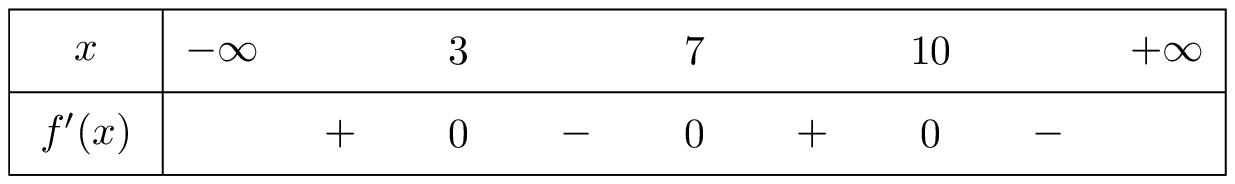 x −∞ 3 7 10 +∞
f′(x) + 0 − 0 + 0 −